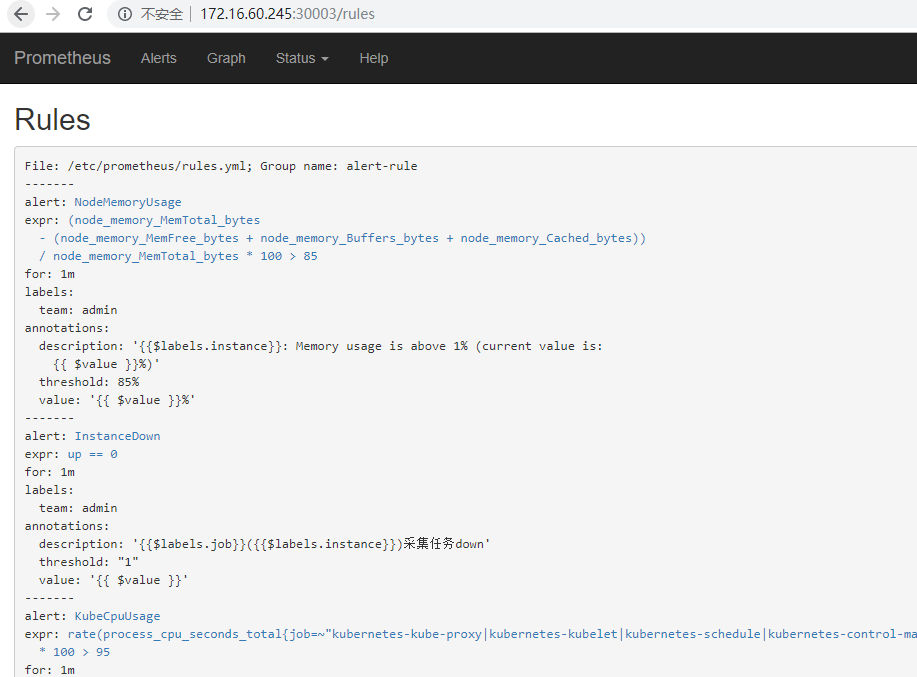 不安全 | 172.16.60.245:30003/rules
Prometheus Alerts Graph Status Help
Rules
File: /etc/prometheus/rules.yml; Group name: alert-rule
-------
alert: NodeMemoryUsage
expr: (node_memory_MemTotal_bytes
  - (node_memory_MemFree_bytes + node_memory_Buffers_bytes + node_memory_Cached_bytes))
  / node_memory_MemTotal_bytes * 100 > 85
for: 1m
labels:
  team: admin
annotations:
  description: '{{$labels.instance}}: Memory usage is above 1% (current value is:
    {{ $value }}%)'
  threshold: 85%
  value: '{{ $value }}%'
-------
alert: InstanceDown
expr: up == 0
for: 1m
labels:
  team: admin
annotations:
  description: '{{$labels.job}}({{$labels.instance}})采集任务down'
  threshold: "1"
  value: '{{ $value }}'
-------
alert: KubeCpuUsage
expr: rate(process_cpu_seconds_total{job=~"kubernetes-kube-proxy|kubernetes-kubelet|kubernetes-schedule|kubernetes-control-ma
  * 100 > 95
for: 1m